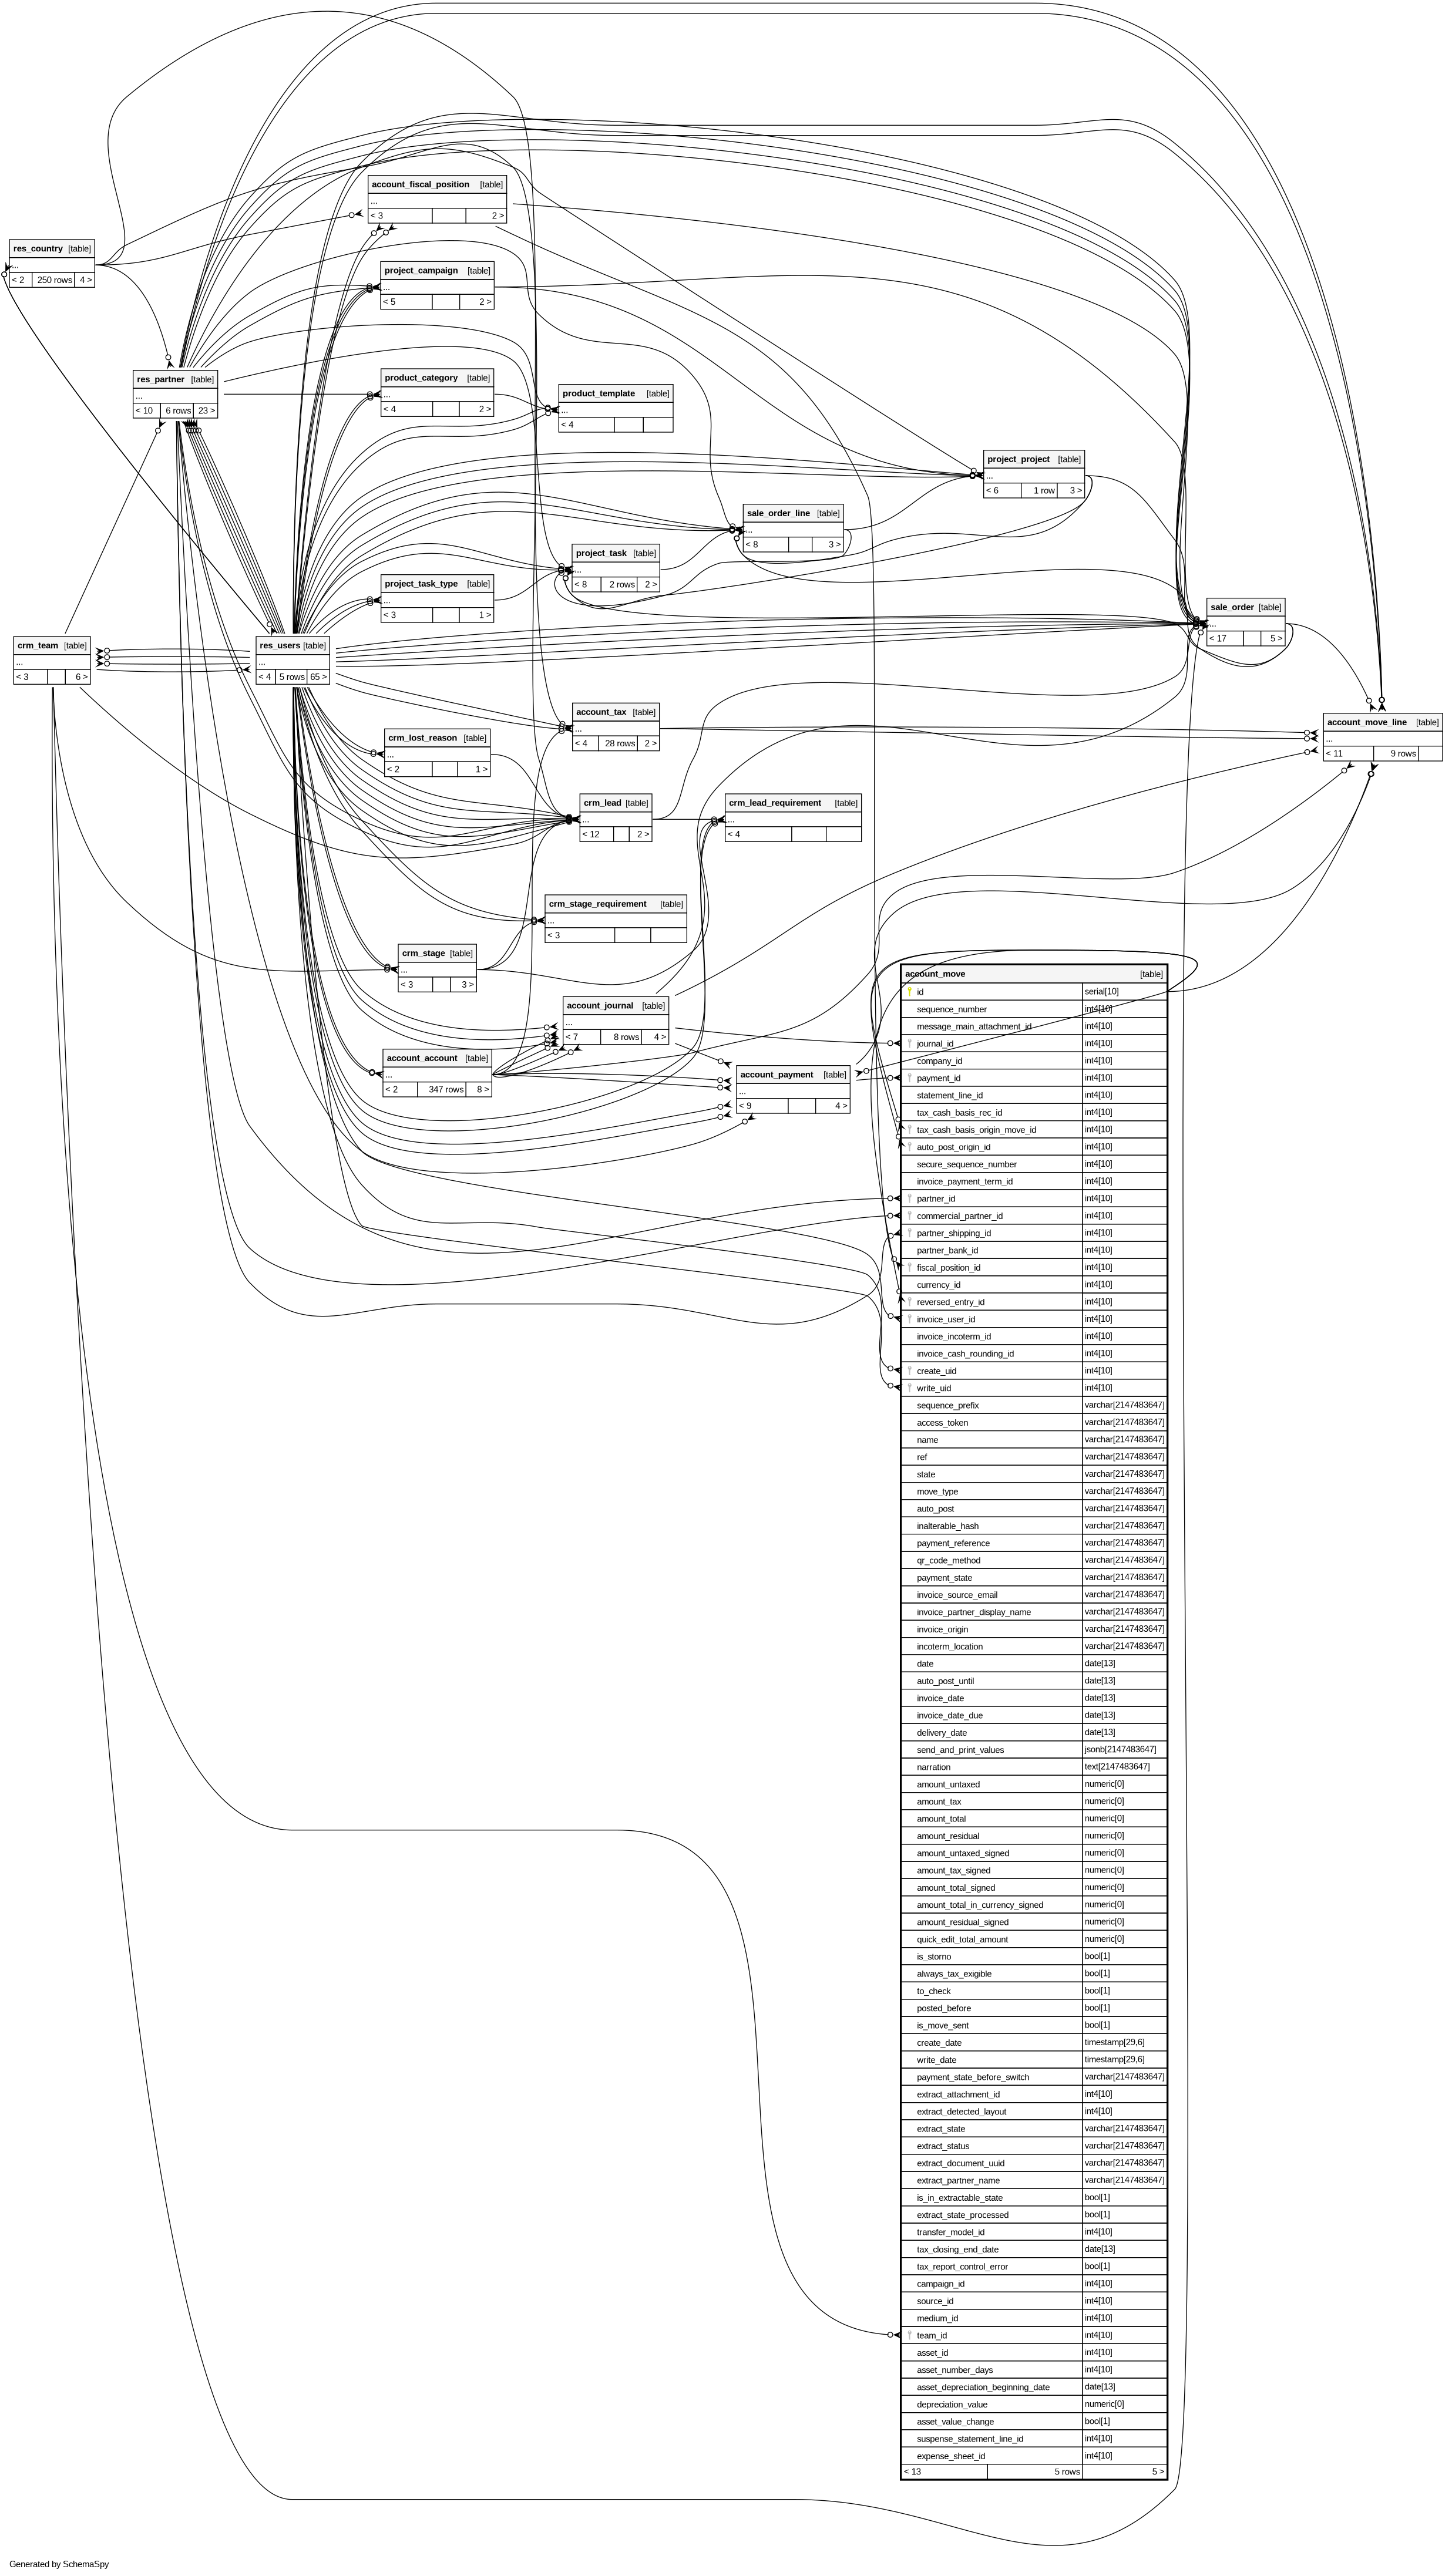 account_fiscal_position [table]
...
< 3 2 >
res_country [table]
...
< 2 250 rows 4 >
project_campaign [table]
...
< 5 2 >
res_partner [table]
...
< 10 6 rows 23 >
product_category [table]
...
< 4 2 >
product_template [table]
...
< 4
project_project [table]
...
< 6 1 row 3 >
sale_order_line [table]
...
< 8 3 >
project_task [table]
...
< 8 2 rows 2 >
project_task_type [table]
...
< 3 1 >
sale_order [table]
...
< 17 5 >
crm_team [table]
...
< 3 6 >
res_users [table]
...
< 4 5 rows 65 >
account_tax [table]
...
< 4 28 rows 2 >
account_move_line [table]
...
< 11 9 rows
crm_lost_reason [table]
...
< 2 1 >
crm_lead [table]
...
< 12 2 >
crm_lead_requirement [table]
...
< 4
crm_stage_requirement [table]
...
< 3
crm_stage [table]
...
< 3 3 >
account_journal [table]
...
< 7 8 rows 4 >
account_account [table]
...
< 2 347 rows 8 >
account_payment [table]
...
< 9 4 >
account_move [table]
id serial[10]
sequence_number int4[10]
message_main_attachment_id int4[10]
journal_id int4[10]
company_id int4[10]
payment_id int4[10]
statement_line_id int4[10]
tax_cash_basis_rec_id int4[10]
tax_cash_basis_origin_move_id int4[10]
auto_post_origin_id int4[10]
secure_sequence_number int4[10]
invoice_payment_term_id int4[10]
partner_id int4[10]
commercial_partner_id int4[10]
partner_shipping_id int4[10]
partner_bank_id int4[10]
fiscal_position_id int4[10]
currency_id int4[10]
reversed_entry_id int4[10]
invoice_user_id int4[10]
invoice_incoterm_id int4[10]
invoice_cash_rounding_id int4[10]
create_uid int4[10]
write_uid int4[10]
sequence_prefix varchar[2147483647]
access_token varchar[2147483647]
name varchar[2147483647]
ref varchar[2147483647]
state varchar[2147483647]
move_type varchar[2147483647]
auto_post varchar[2147483647]
inalterable_hash varchar[2147483647]
payment_reference varchar[2147483647]
qr_code_method varchar[2147483647]
payment_state varchar[2147483647]
invoice_source_email varchar[2147483647]
invoice_partner_display_name varchar[2147483647]
invoice_origin varchar[2147483647]
incoterm_location varchar[2147483647]
date date[13]
auto_post_until date[13]
invoice_date date[13]
invoice_date_due date[13]
delivery_date date[13]
send_and_print_values jsonb[2147483647]
narration text[2147483647]
amount_untaxed numeric[0]
amount_tax numeric[0]
amount_total numeric[0]
amount_residual numeric[0]
amount_untaxed_signed numeric[0]
amount_tax_signed numeric[0]
amount_total_signed numeric[0]
amount_total_in_currency_signed numeric[0]
amount_residual_signed numeric[0]
quick_edit_total_amount numeric[0]
is_storno bool[1]
always_tax_exigible bool[1]
to_check bool[1]
posted_before bool[1]
is_move_sent bool[1]
create_date timestamp[29,6]
write_date timestamp[29,6]
payment_state_before_switch varchar[2147483647]
extract_attachment_id int4[10]
extract_detected_layout int4[10]
extract_state varchar[2147483647]
extract_status varchar[2147483647]
extract_document_uuid varchar[2147483647]
extract_partner_name varchar[2147483647]
is_in_extractable_state bool[1]
extract_state_processed bool[1]
transfer_model_id int4[10]
tax_closing_end_date date[13]
tax_report_control_error bool[1]
campaign_id int4[10]
source_id int4[10]
medium_id int4[10]
team_id int4[10]
asset_id int4[10]
asset_number_days int4[10]
asset_depreciation_beginning_date date[13]
depreciation_value numeric[0]
asset_value_change bool[1]
suspense_statement_line_id int4[10]
expense_sheet_id int4[10]
< 13 5 rows 5 >
Generated by SchemaSpy